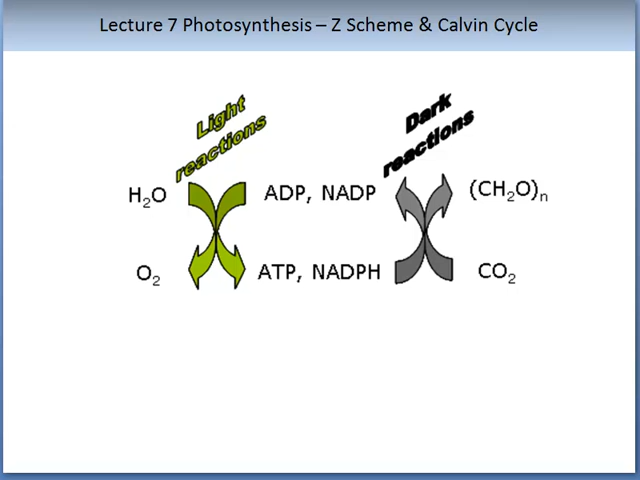 Lecture 7 Photosynthesis – Z Scheme & Calvin Cycle
Light
reactions
Dark
reactions
H₂O
ADP, NADP
(CH₂O)ₙ
O₂
ATP, NADPH
CO₂